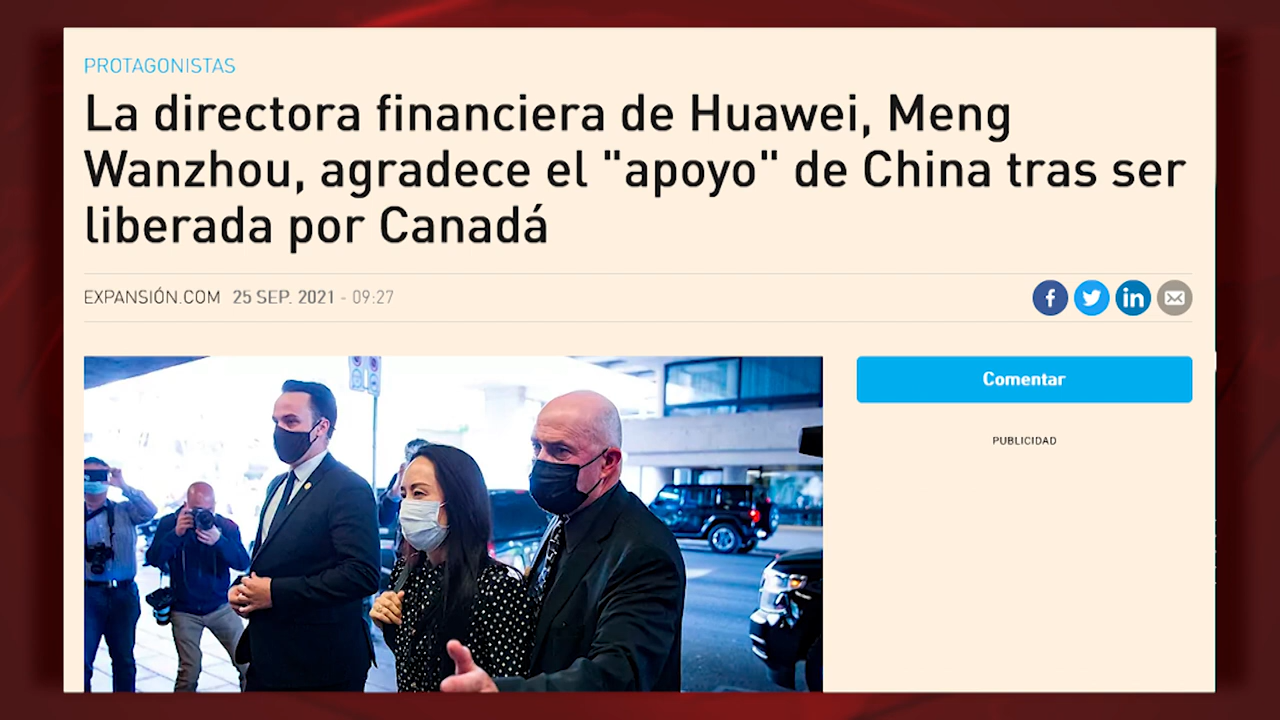 PROTAGONISTAS
La directora financiera de Huawei, Meng
Wanzhou, agradece el "apoyo" de China tras ser
liberada por Canadá
EXPANSIÓN.COM 25 SEP. 2021 - 09:27
Comentar
PUBLICIDAD